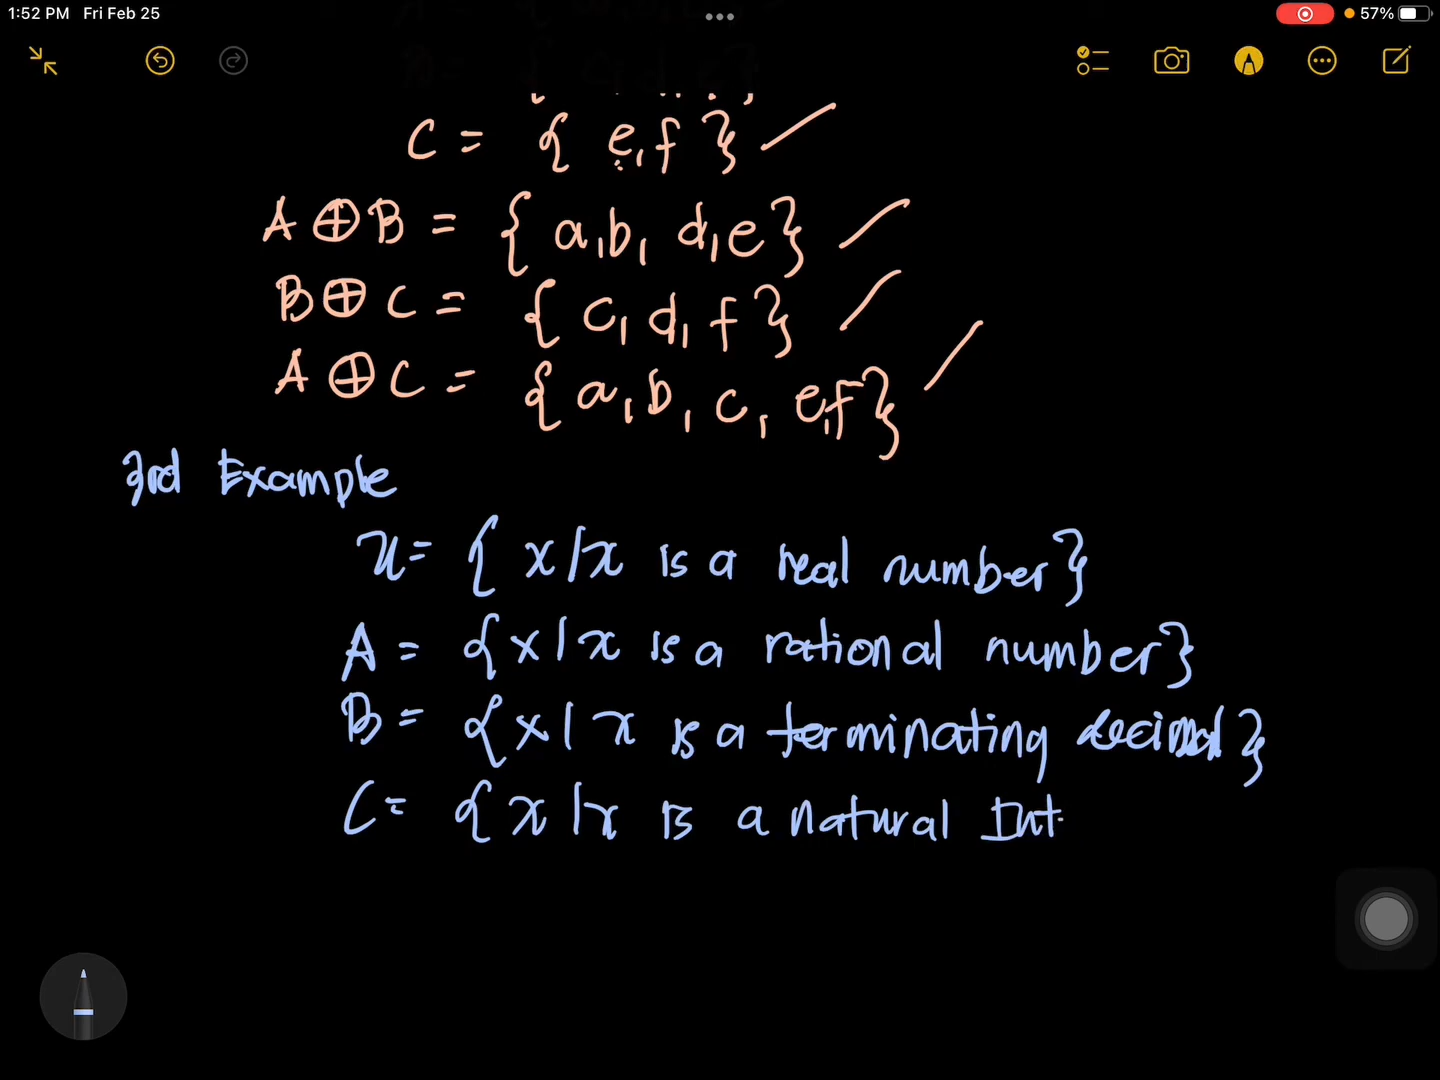 1:52 PM Fri Feb 25
57%
C = { e, f }
A ⊕ B = { a, b, d, e }
B ⊕ C = { c, d, f }
A ⊕ C = { a, b, c, e, f }
3rd Example
U = { x / x is a real number }
A = { x | x is a rational number }
B = { x | x is a terminating decimal }
C = { x | x is a natural Int